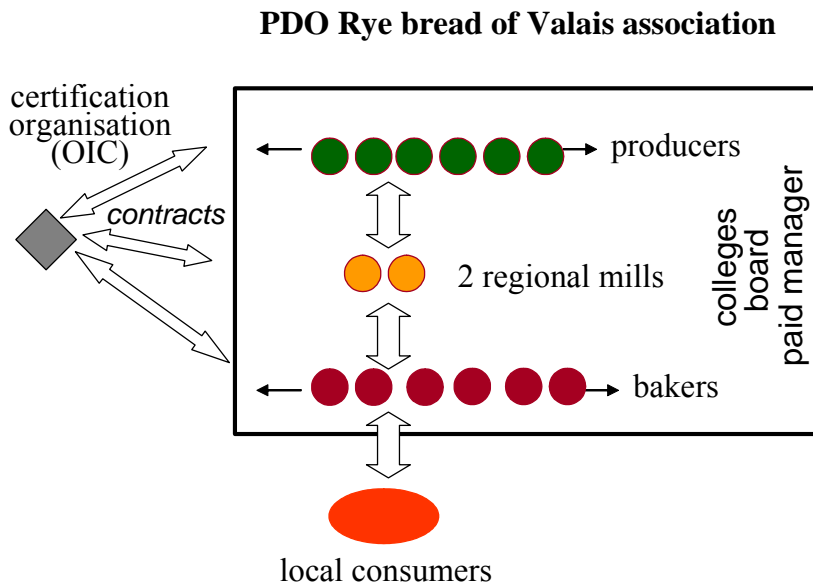 PDO Rye bread of Valais association
certification
organisation
(OIC)
contracts
producers
2 regional mills
bakers
colleges
board
paid manager
local consumers